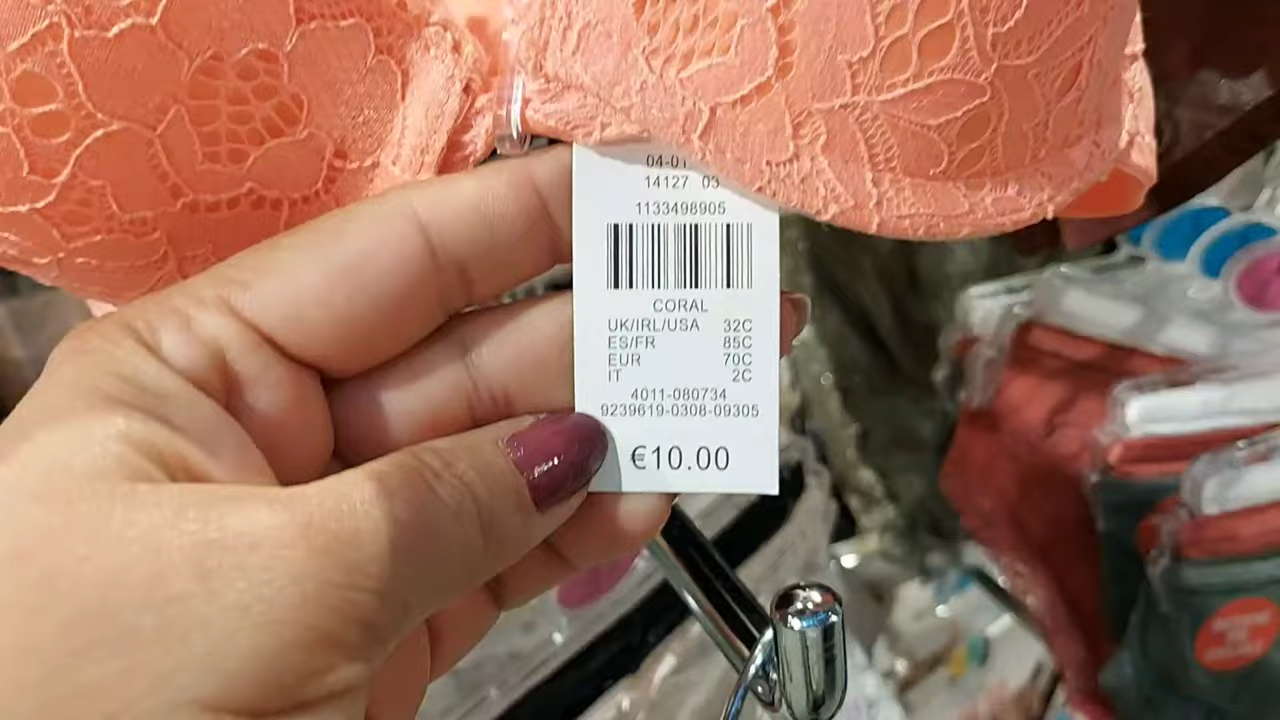 04-01
14127 03
1133498905
CORAL
UK/IRL/USA 32C
ES/FR 85C
EUR 70C
IT 2C
4011-080734
9239619-0308-09305
€10.00